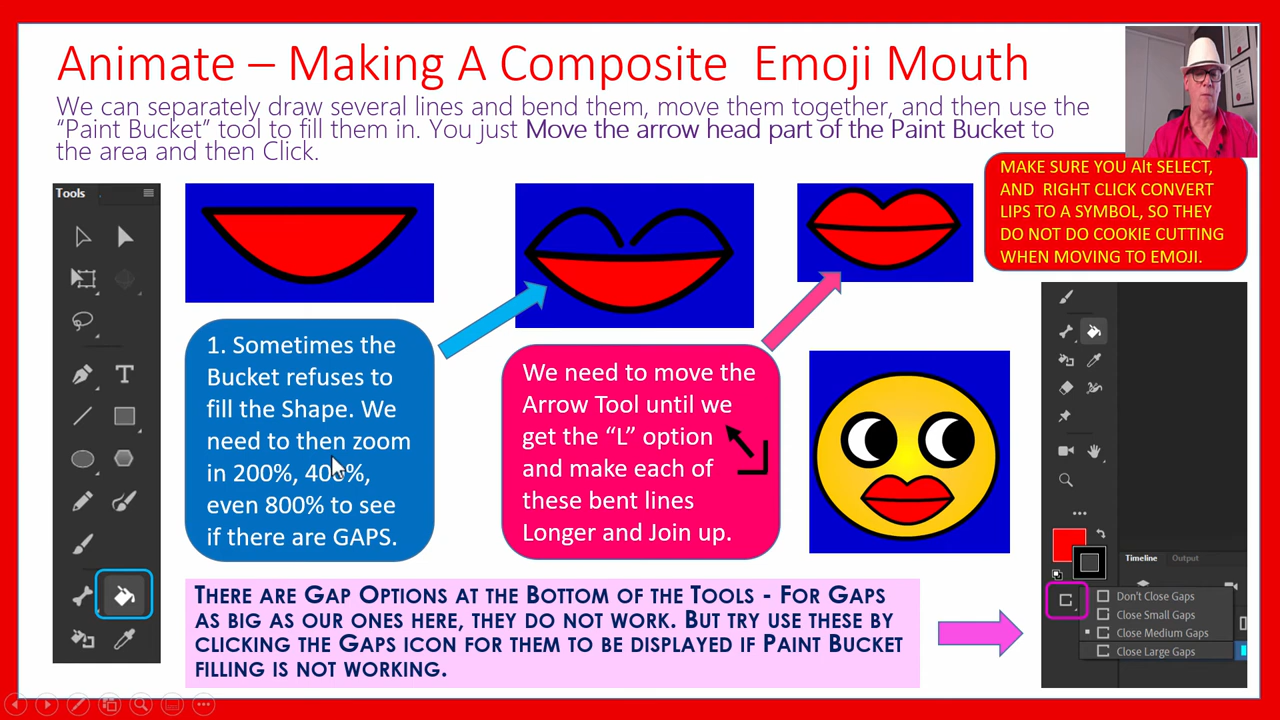 Animate – Making A Composite Emoji Mouth
We can separately draw several lines and bend them, move them together, and then use the
“Paint Bucket” tool to fill them in. You just Move the arrow head part of the Paint Bucket to
the area and then Click.
MAKE SURE YOU Alt SELECT,
AND RIGHT CLICK CONVERT
LIPS TO A SYMBOL, SO THEY
DO NOT DO COOKIE CUTTING
WHEN MOVING TO EMOJI.
Tools
T
1. Sometimes the
Bucket refuses to
fill the Shape. We
need to then zoom
in 200%, 400%,
even 800% to see
if there are GAPS.
We need to move the
Arrow Tool until we
get the “L” option
and make each of
these bent lines
Longer and Join up.
THERE ARE GAP OPTIONS AT THE BOTTOM OF THE TOOLS - FOR GAPS
AS BIG AS OUR ONES HERE, THEY DO NOT WORK. BUT TRY USE THESE BY
CLICKING THE GAPS ICON FOR THEM TO BE DISPLAYED IF PAINT BUCKET
FILLING IS NOT WORKING.
Timeline Output
Don't Close Gaps
Close Small Gaps
Close Medium Gaps
Close Large Gaps